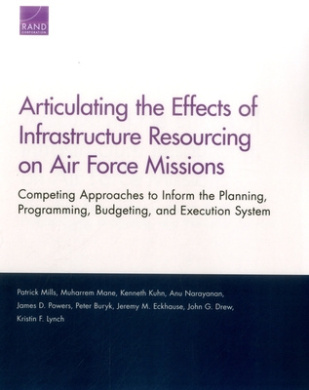 RAND
CORPORATION
Articulating the Effects of
Infrastructure Resourcing
on Air Force Missions
Competing Approaches to Inform the Planning,
Programming, Budgeting, and Execution System
Patrick Mills, Muharrem Mane, Kenneth Kuhn, Anu Narayanan,
James D. Powers, Peter Buryk, Jeremy M. Eckhause, John G. Drew,
Kristin F. Lynch